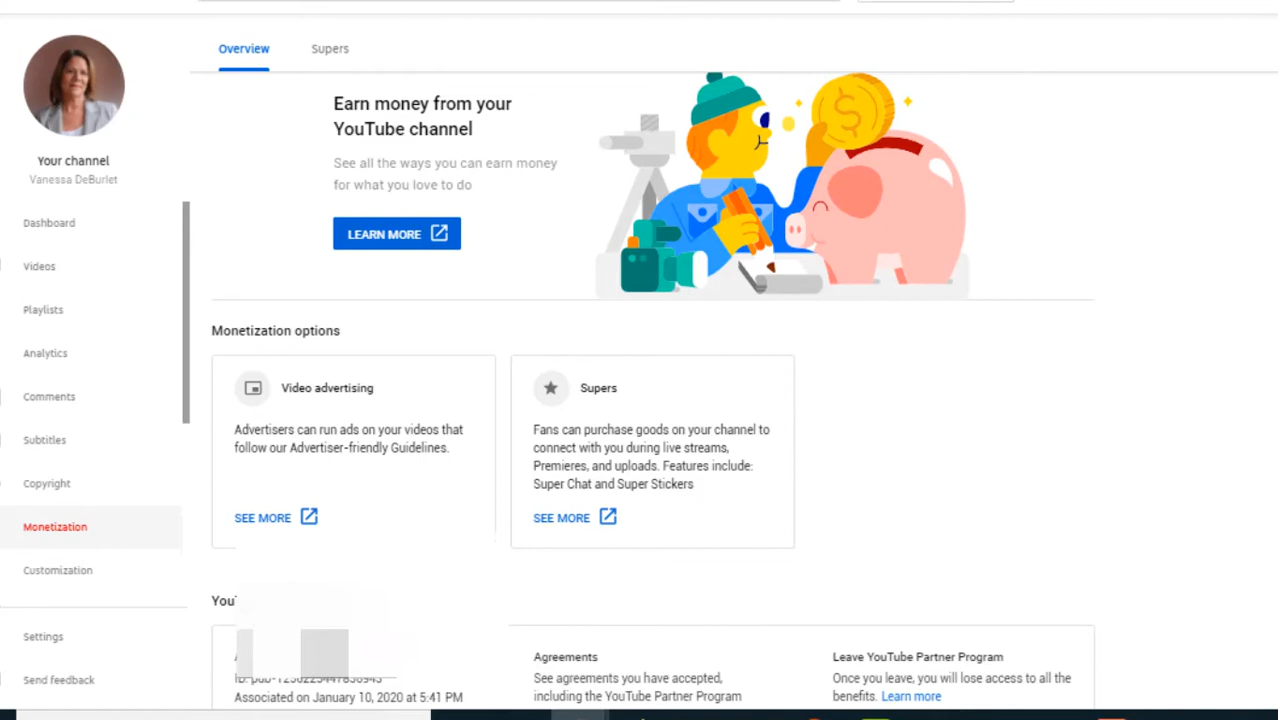 Overview
Supers
Earn money from your
YouTube channel
See all the ways you can earn money
for what you love to do
LEARN MORE
Your channel
Vanessa DeBurlet
Dashboard
Videos
Playlists
Analytics
Comments
Subtitles
Copyright
Monetization
Customization
Settings
Send feedback
Monetization options
Video advertising
Advertisers can run ads on your videos that
follow our Advertiser-friendly Guidelines.
SEE MORE
Supers
Fans can purchase goods on your channel to
connect with you during live streams,
Premieres, and uploads. Features include:
Super Chat and Super Stickers
SEE MORE
Associated on January 10, 2020 at 5:41 PM
Agreements
See agreements you have accepted,
including the YouTube Partner Program
Leave YouTube Partner Program
Once you leave, you will lose access to all the
benefits. Learn more